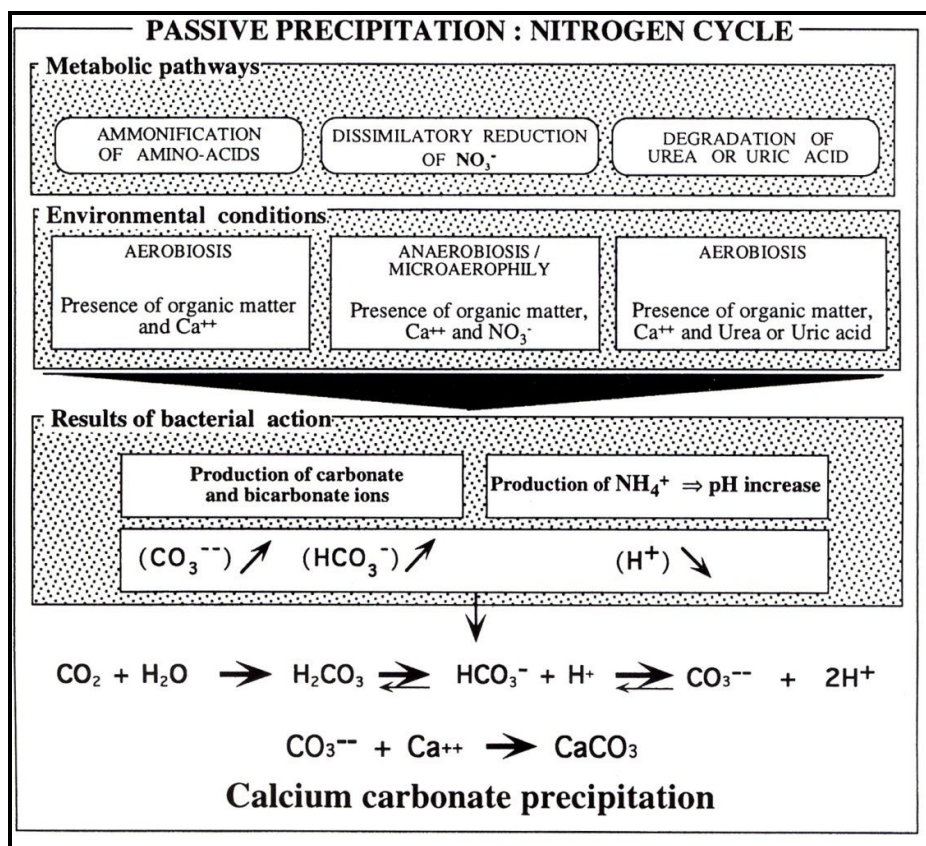 PASSIVE PRECIPITATION : NITROGEN CYCLE
Metabolic pathways
AMMONIFICATION
OF AMINO-ACIDS
DISSIMILATORY REDUCTION
OF NO₃⁻
DEGRADATION OF
UREA OR URIC ACID
Environmental conditions
AEROBIOSIS
Presence of organic matter
and Ca⁺⁺
ANAEROBIOSIS /
MICROAEROPHILY
Presence of organic matter,
Ca⁺⁺ and NO₃⁻
AEROBIOSIS
Presence of organic matter,
Ca⁺⁺ and Urea or Uric acid
Results of bacterial action
Production of carbonate
and bicarbonate ions
Production of NH₄⁺ ⇒ pH increase
(CO₃⁻⁻) ↗ (HCO₃⁻) ↗ (H⁺) ↘
CO₂ + H₂O → H₂CO₃ ⇌ HCO₃⁻ + H⁺ ⇌ CO₃⁻⁻ + 2H⁺
CO₃⁻⁻ + Ca⁺⁺ → CaCO₃
Calcium carbonate precipitation